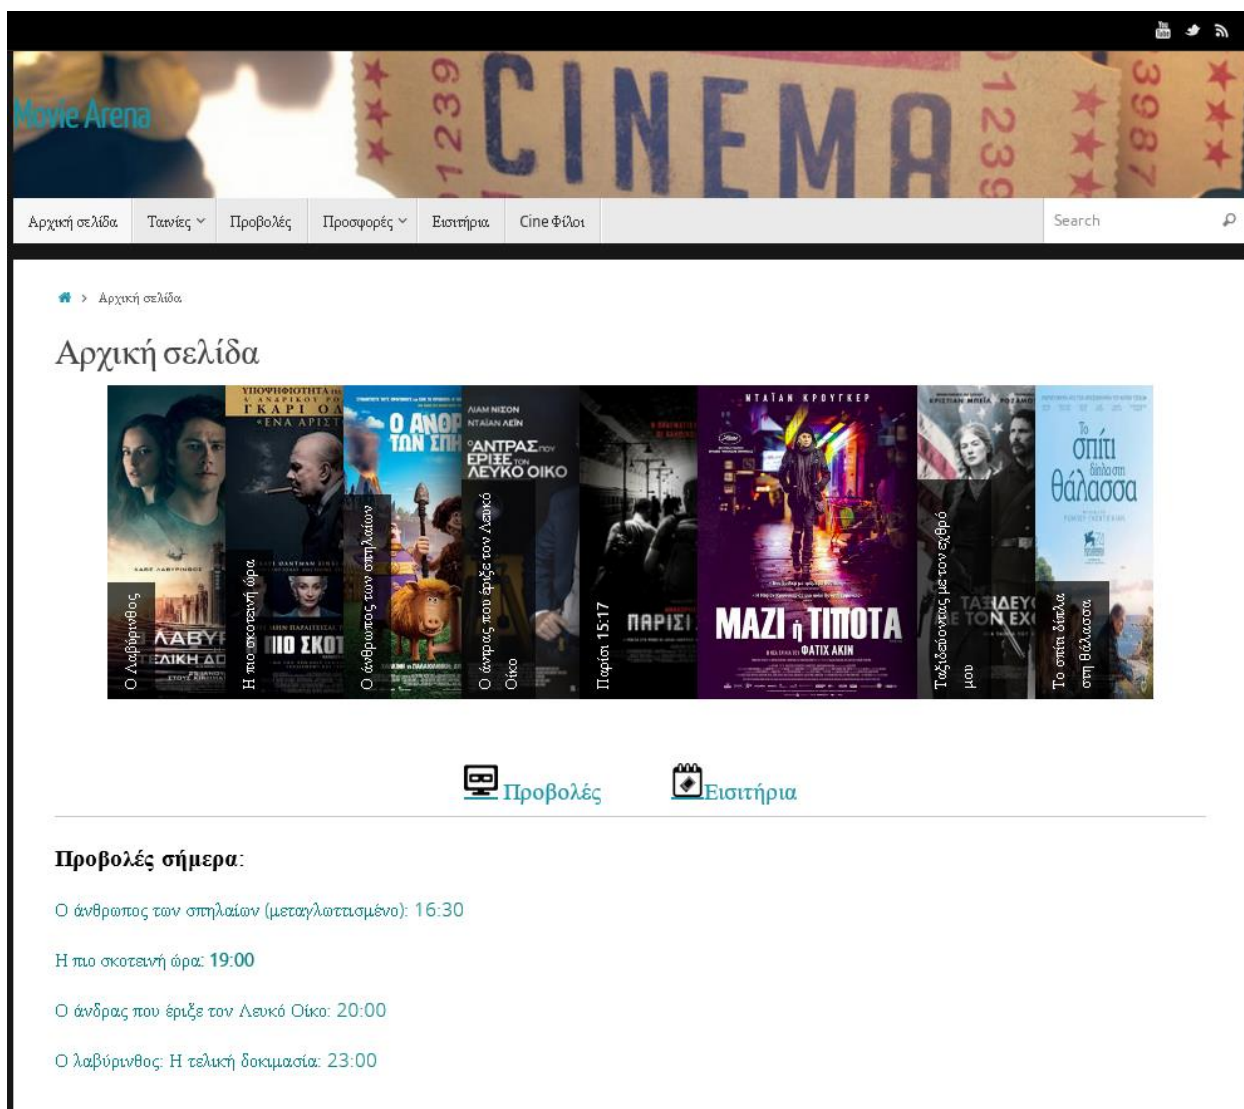 You
Tube
Movie Arena
CINEMA
Αρχική σελίδα Ταινίες Προβολές Προσφορές Εισιτήρια Cine Φίλοι Search
Αρχική σελίδα
Αρχική σελίδα
Ο Λαβύρινθος
Η πιο σκοτεινή ώρα
Ο άνθρωπος των σπηλαίων
ΛΙΑΜ ΝΙΣΟΝ
ΝΤΑΪΑΝ ΛΕΪΝ
Ο ΑΝΤΡΑΣ ΠΟΥ
ΕΡΙΞΕ ΤΟΝ
ΛΕΥΚΟ ΟΙΚΟ
Ο άντρας που έριξε τον Λευκό
Οίκο
Παρίσι 15:17
ΝΤΑΪΑΝ ΚΡΟΥΓΚΕΡ
ΜΑΖΙ ή ΤΙΠΟΤΑ
ΦΑΤΙΧ ΑΚΙΝ
Ταξιδεύοντας με τον εχθρό
μου
Το
σπίτι
δίπλα στη
θάλασσα
Το σπίτι δίπλα
στη θάλασσα
Προβολές Εισιτήρια
Προβολές σήμερα:
Ο άνθρωπος των σπηλαίων (μεταγλωττισμένο): 16:30
Η πιο σκοτεινή ώρα: 19:00
Ο άνδρας που έριξε τον Λευκό Οίκο: 20:00
Ο λαβύρινθος: Η τελική δοκιμασία: 23:00